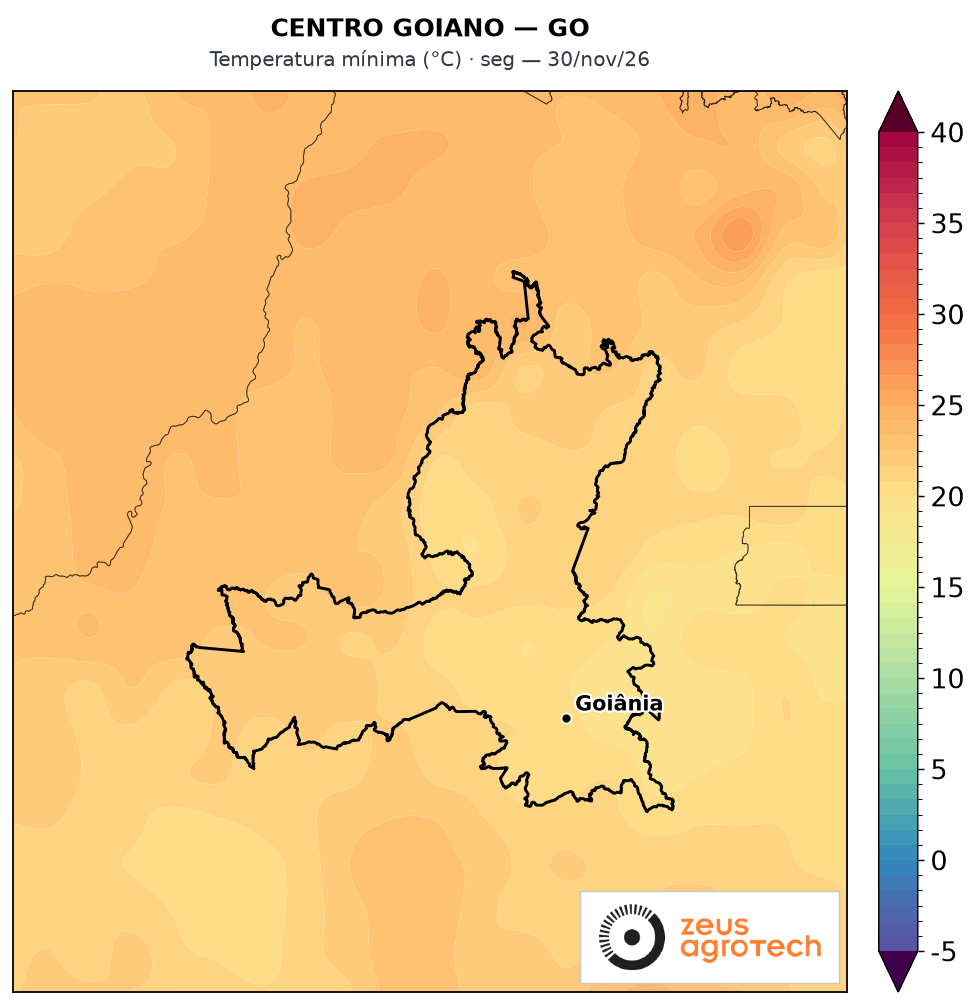 CENTRO GOIANO — GO
Temperatura mínima (°C) · seg — 30/nov/26
40
35
30
25
20
15
10
5
0
-5
Goiânia
zeus
agrotech